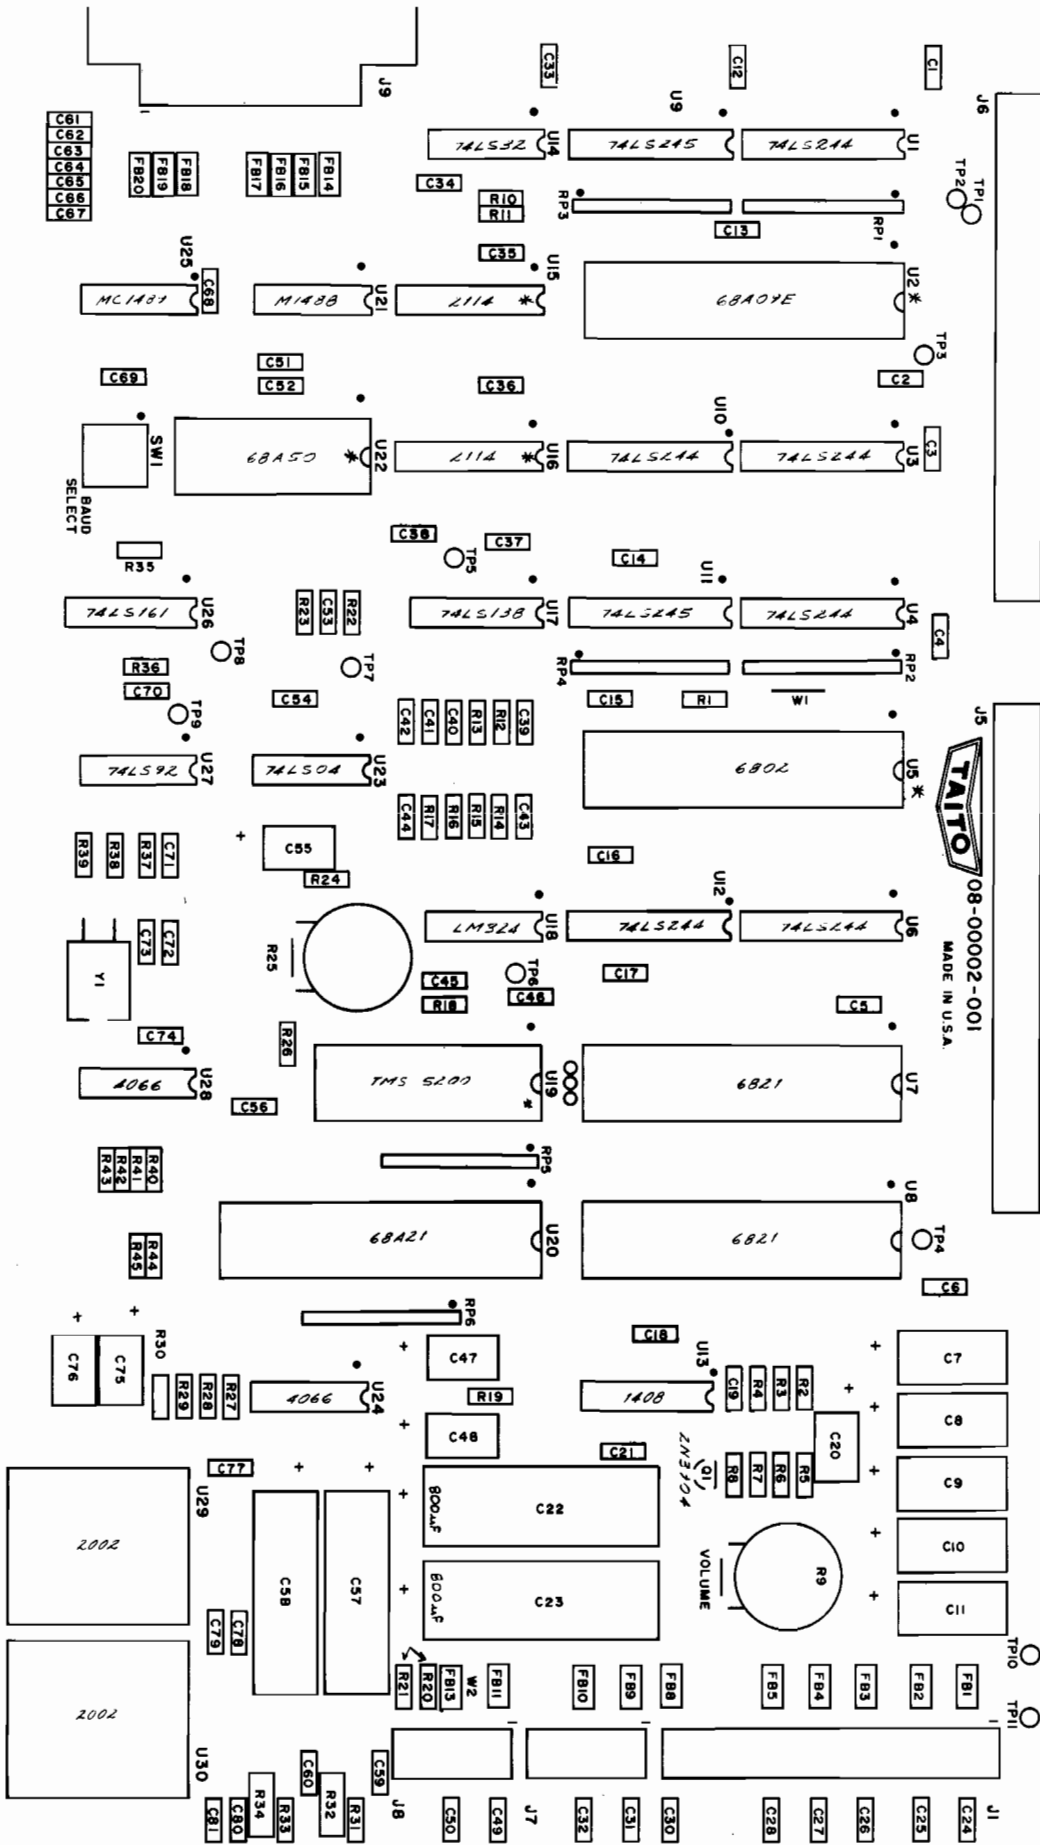 J9
C33
C12
C1
J6
C61
C62
C63
C64
C65
C66
C67
FB20
FB19
FB18
FB17
FB16
FB15
FB14
74LS32
U14
U9
74LS245
74LS244
U1
C34
R10
R11
RP3
C13
RP1
TP2
TP1
U25
C68
MC1489
M1488
U21
C35
U15
2114 *
68A09E
U2 *
TP3
C69
C51
C52
C36
C2
SW1
BAUD
SELECT
68A50 *
U22
2114 *
U16
U10
74LS244
74LS244
U3
C3
R35
C38
TP5
C37
C14
U11
74LS161
U26
R23
C53
R22
74LS138
U17
74LS245
74LS244
U4
C4
TP8
R36
C70
TP9
TP7
C54
RP4
C15
R1
W1
RP2
J5
74LS92
U27
74LS04
U23
C42
C41
C40
R13
R12
C39
6802
U5 *
TAITO
08-00002-001
MADE IN U.S.A.
R39
R38
R37
C71
+
C55
R24
C44
R17
R16
R15
R14
C43
C16
U12
Y1
C73
C72
R25
LM324
U18
74LS244
74LS244
U6
C45
R18
TP6
C46
C17
C5
C74
R26
4066
U28
C56
TMS 5200
U19
*
6821
U7
R43
R42
R41
R40
RP5
R45
R44
68A21
U20
6821
U8
TP4
C6
RP6
+
C76
+
C75
R30
R29
R28
R27
4066
U24
+
C47
R19
+
C48
C18
U13
1408
C19
R4
R3
R2
+
C20
+
C7
+
C8
C21
2N3704
Q1
R8
R7
R6
R5
+
C9
+
C10
+
C11
U29
2002
C77
+
C58
+
C57
+
800uF
C22
+
800uF
C23
VOLUME
R9
TP10
TP11
C79
C78
2002
U30
R21
R20
FB13
W2
FB11
FB10
FB9
FB8
FB5
FB4
FB3
FB2
FB1
C81
C80
R34
R33
C60
R32
R31
C59
J8
C50
C49
J7
C32
C31
C30
C28
C27
C26
C25
C24
J1